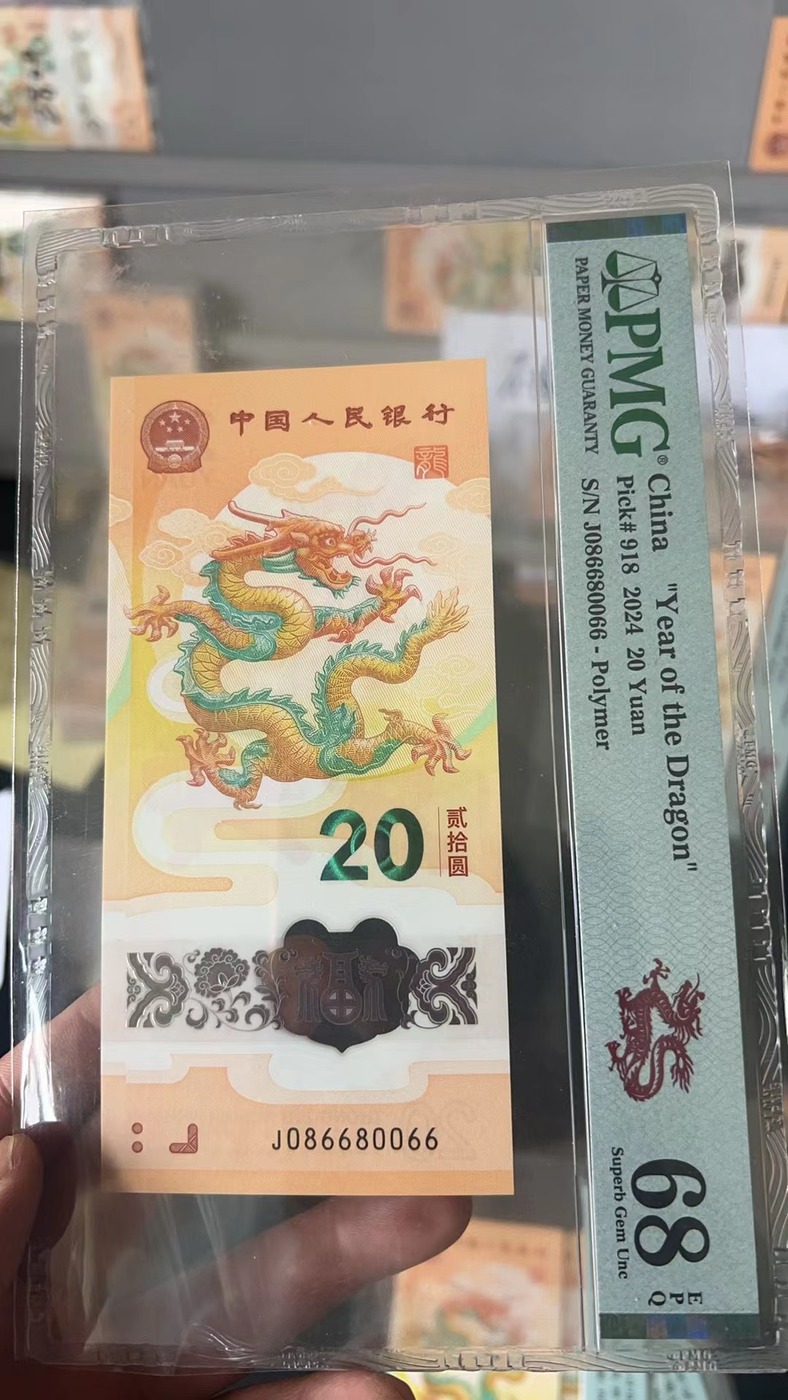 中国人民银行
龍
20
贰拾圆
福
J086680066
PMG®
PAPER MONEY GUARANTY
China "Year of the Dragon"
Pick# 918 2024 20 Yuan
S/N J086680066 - Polymer
68
EPQ
Superb Gem Unc